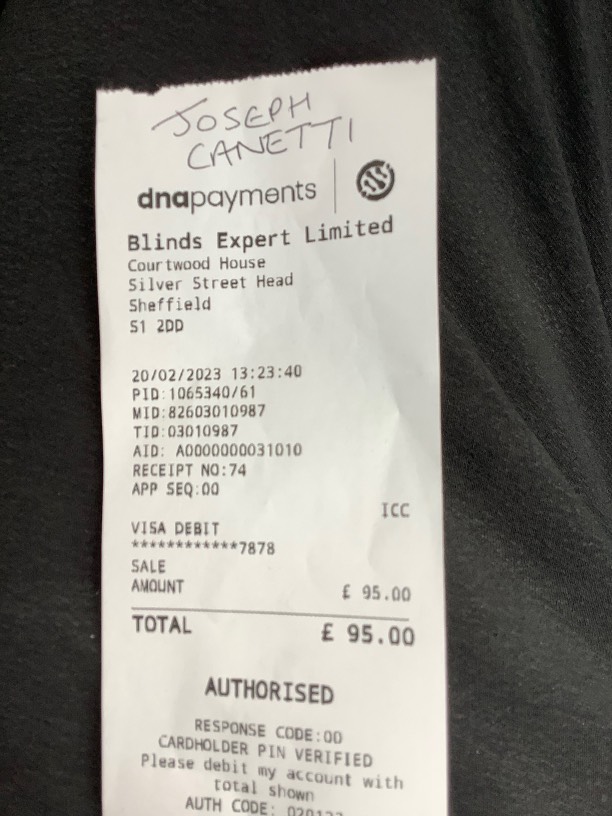 JOSEPH
CANETTI
dnapayments
Blinds Expert Limited
Courtwood House
Silver Street Head
Sheffield
S1 2DD
20/02/2023 13:23:40
PID:1065340/61
MID:82603010987
TID:03010987
AID: A0000000031010
RECEIPT NO:74
APP SEQ:00
ICC
VISA DEBIT
************7878
SALE
AMOUNT £ 95.00
TOTAL £ 95.00
AUTHORISED
RESPONSE CODE:00
CARDHOLDER PIN VERIFIED
Please debit my account with
total shown
AUTH CODE: